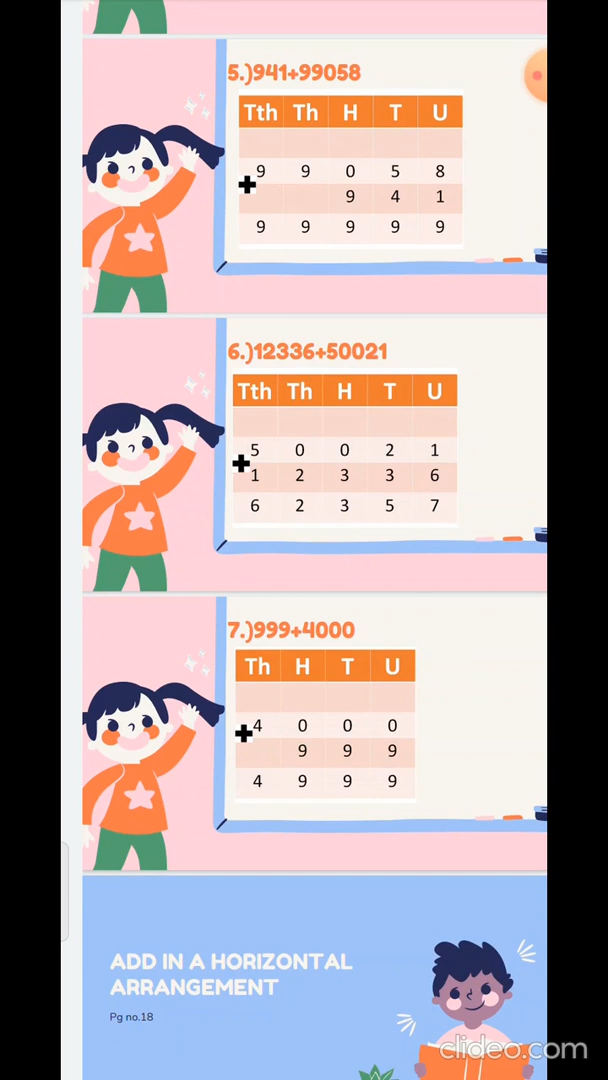 5.)941+99058
Tth Th H T U
9 9 0 5 8
+ 9 4 1
9 9 9 9 9
6.)12336+50021
Tth Th H T U
5 0 0 2 1
+ 1 2 3 3 6
6 2 3 5 7
7.)999+4000
Th H T U
4 0 0 0
+ 9 9 9
4 9 9 9
ADD IN A HORIZONTAL
ARRANGEMENT
Pg no.18
clideo.com